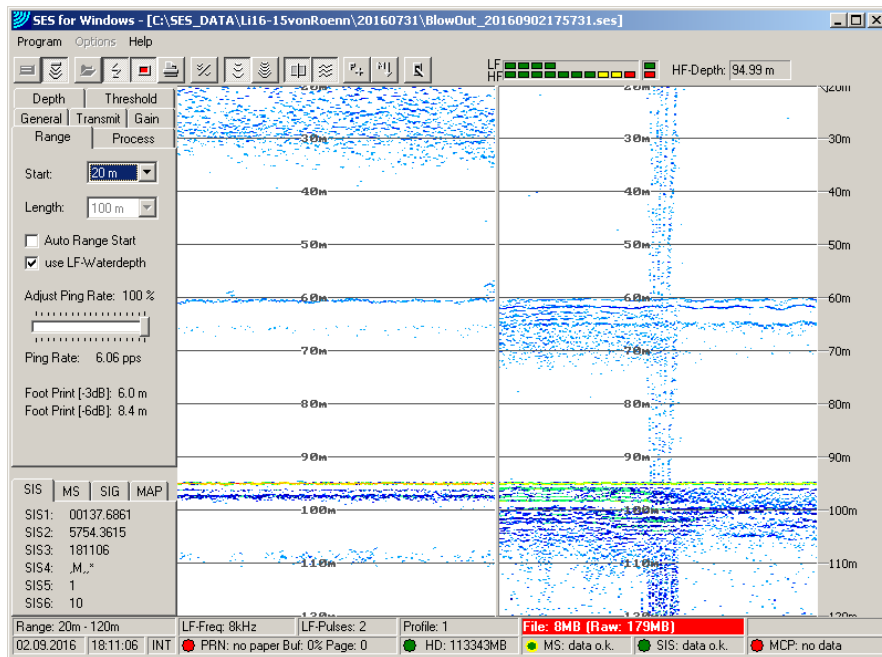 SES for Windows - [C:\SES_DATA\Li16-15vonRoenn\20160731\BlowOut_20160902175731.ses]
Program Options Help
LF
HF
HF-Depth: 94.99 m
Depth Threshold
General Transmit Gain
Range Process
Start: 20 m
Length: 100 m
Auto Range Start
use LF-Waterdepth
Adjust Ping Rate: 100 %
Ping Rate: 6.06 pps
Foot Print [-3dB]: 6.0 m
Foot Print [-6dB]: 8.4 m
SIS MS SIG MAP
SIS1: 00137.6861
SIS2: 5754.3615
SIS3: 181106
SIS4: ,M,,*
SIS5: 1
SIS6: 10
20m 20m 20m
30m 30m 30m
40m 40m 40m
50m 50m 50m
60m 60m 60m
70m 70m 70m
80m 80m 80m
90m 90m 90m
100m 100m 100m
110m 110m 110m
120m 120m 120m
Range: 20m - 120m LF-Freq: 8kHz LF-Pulses: 2 Profile: 1 File: 8MB (Raw: 179MB)
02.09.2016 18:11:06 INT PRN: no paper Buf: 0% Page: 0 HD: 113343MB MS: data o.k. SIS: data o.k. MCP: no data